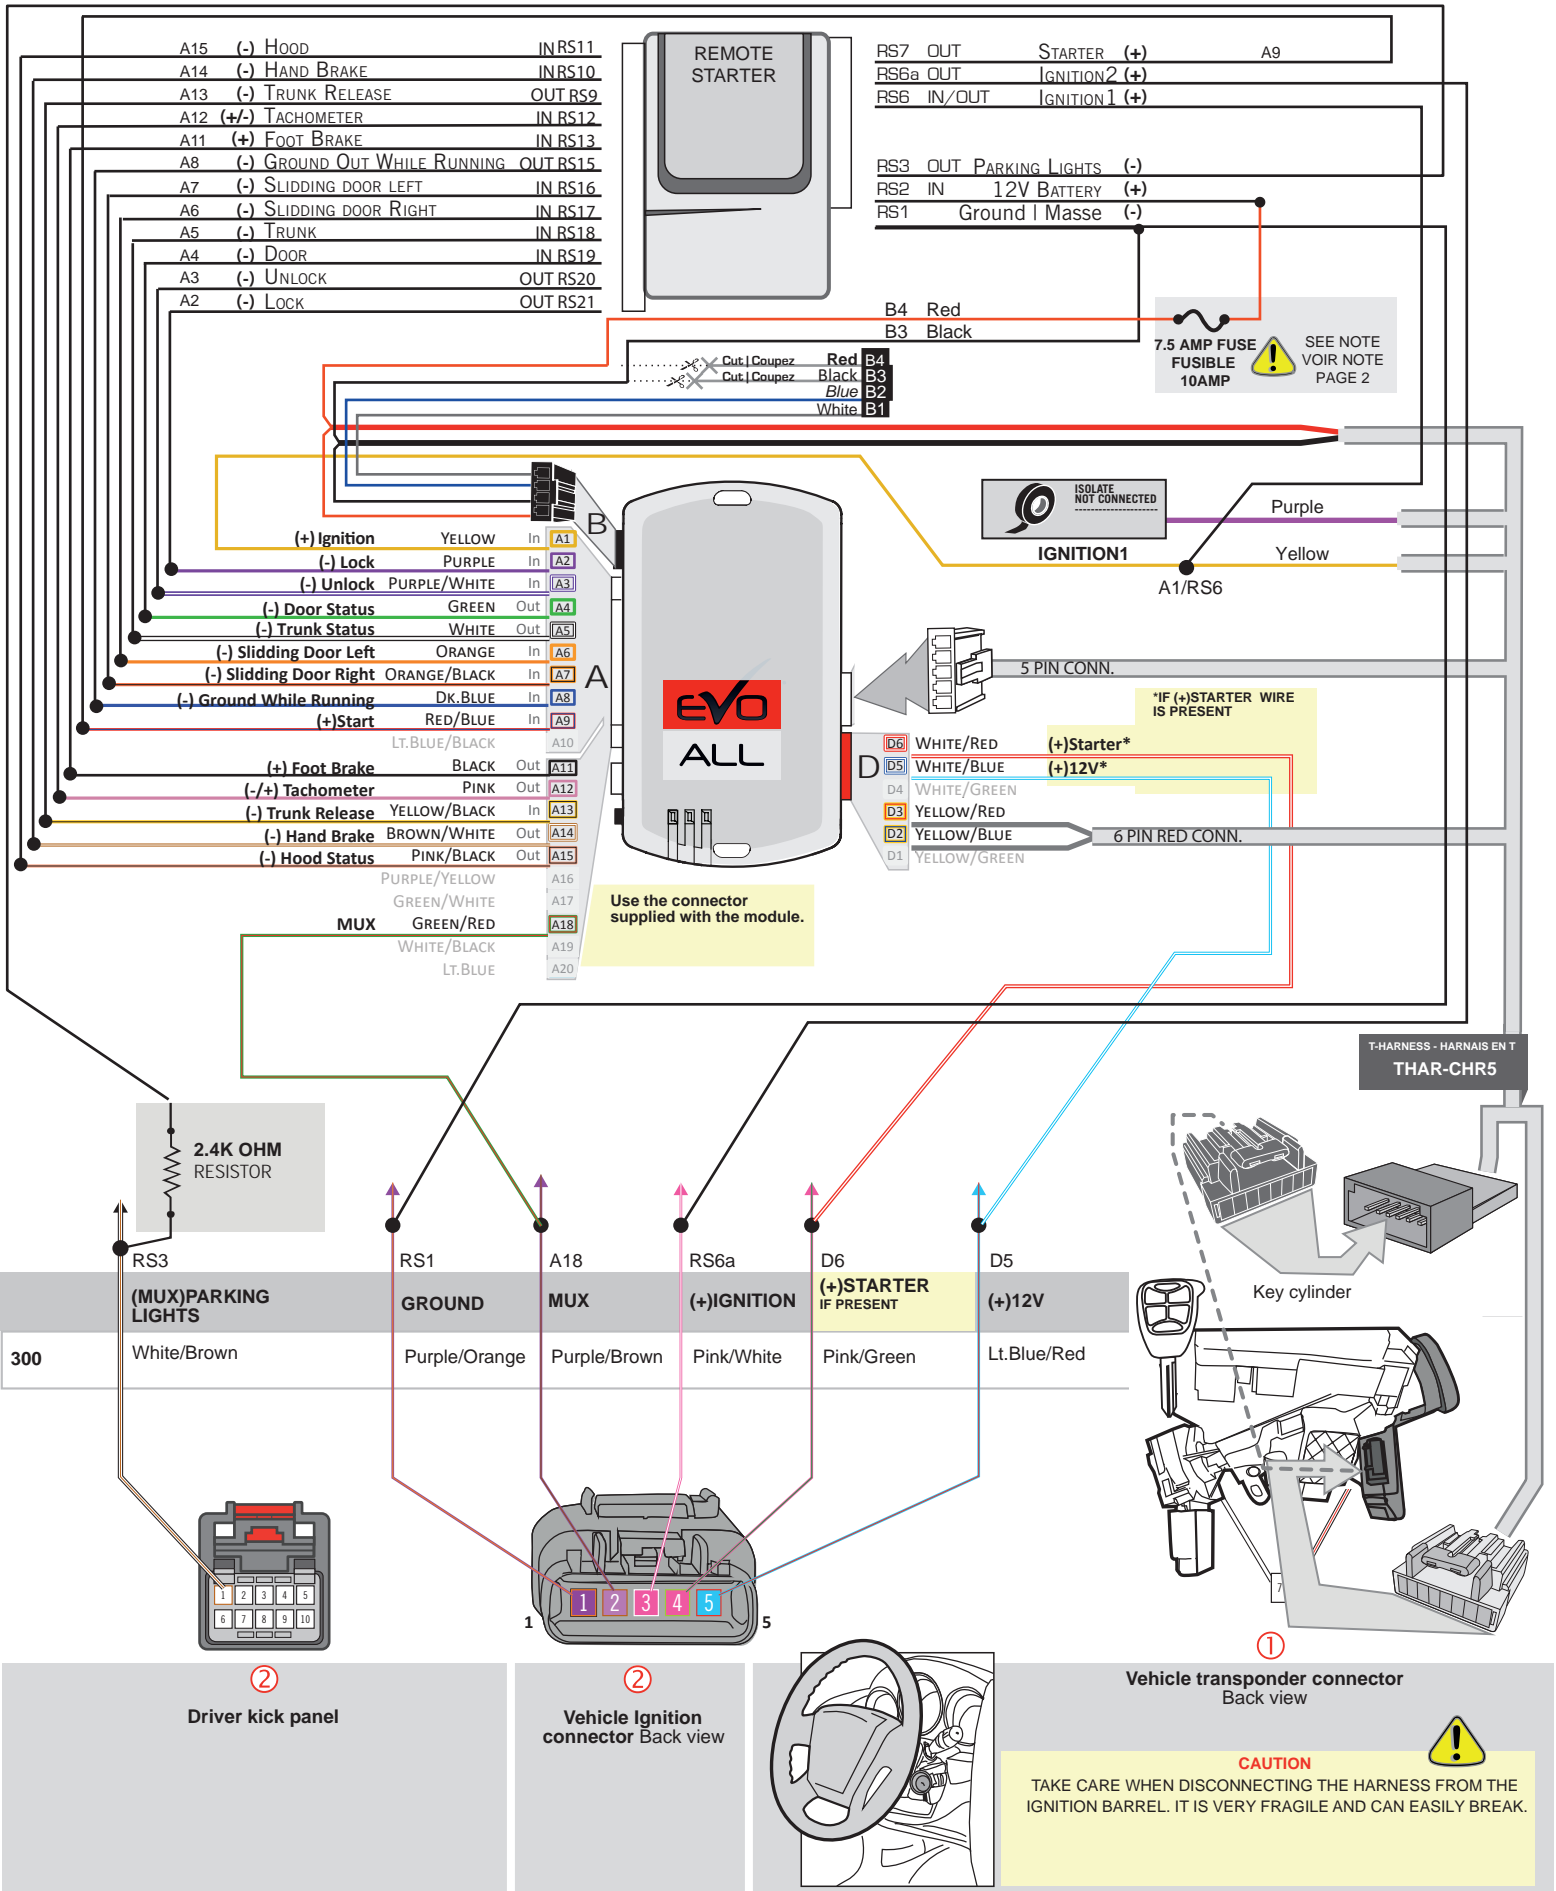 A15 (-) HOOD IN RS11
A14 (-) HAND BRAKE IN RS10
A13 (-) TRUNK RELEASE OUT RS9
A12 (+/-) TACHOMETER IN RS12
A11 (+) FOOT BRAKE IN RS13
A8 (-) GROUND OUT WHILE RUNNING OUT RS15
A7 (-) SLIDDING DOOR LEFT IN RS16
A6 (-) SLIDDING DOOR RIGHT IN RS17
A5 (-) TRUNK IN RS18
A4 (-) DOOR IN RS19
A3 (-) UNLOCK OUT RS20
A2 (-) LOCK OUT RS21
REMOTE
STARTER
RS7 OUT STARTER (+) A9
RS6a OUT IGNITION2 (+)
RS6 IN/OUT IGNITION1 (+)
RS3 OUT PARKING LIGHTS (-)
RS2 IN 12V BATTERY (+)
RS1 Ground | Masse (-)
B4 Red
B3 Black
7.5 AMP FUSE
FUSIBLE
10AMP
SEE NOTE
VOIR NOTE
PAGE 2
Cut | Coupez Red B4
Cut | Coupez Black B3
Blue B2
White B1
ISOLATE
NOT CONNECTED
Purple
IGNITION1
Yellow
A1/RS6
B
A
(+) Ignition YELLOW In A1
(-) Lock PURPLE In A2
(-) Unlock PURPLE/WHITE In A3
(-) Door Status GREEN Out A4
(-) Trunk Status WHITE Out A5
(-) Slidding Door Left ORANGE In A6
(-) Slidding Door Right ORANGE/BLACK In A7
(-) Ground While Running DK.BLUE In A8
(+)Start RED/BLUE In A9
LT.BLUE/BLACK A10
(+) Foot Brake BLACK Out A11
(-/+) Tachometer PINK Out A12
(-) Trunk Release YELLOW/BLACK In A13
(-) Hand Brake BROWN/WHITE Out A14
(-) Hood Status PINK/BLACK Out A15
PURPLE/YELLOW A16
GREEN/WHITE A17
MUX GREEN/RED A18
WHITE/BLACK A19
LT.BLUE A20
Use the connector
supplied with the module.
EVO
ALL
5 PIN CONN.
*IF (+)STARTER WIRE
IS PRESENT
D
D6 WHITE/RED (+)Starter*
D5 WHITE/BLUE (+)12V*
D4 WHITE/GREEN
D3 YELLOW/RED
D2 YELLOW/BLUE
D1 YELLOW/GREEN
6 PIN RED CONN.
T-HARNESS - HARNAIS EN T
THAR-CHR5
2.4K OHM
RESISTOR
RS3 RS1 A18 RS6a D6 D5
(MUX)PARKING
LIGHTS
GROUND
MUX
(+)IGNITION
(+)STARTER
IF PRESENT
(+)12V
300 White/Brown Purple/Orange Purple/Brown Pink/White Pink/Green Lt.Blue/Red
Key cylinder
1 2 3 4 5
6 7 8 9 10
1 2 3 4 5
1 5
7
2
Driver kick panel
2
Vehicle Ignition
connector Back view
1
Vehicle transponder connector
Back view
CAUTION
TAKE CARE WHEN DISCONNECTING THE HARNESS FROM THE
IGNITION BARREL. IT IS VERY FRAGILE AND CAN EASILY BREAK.